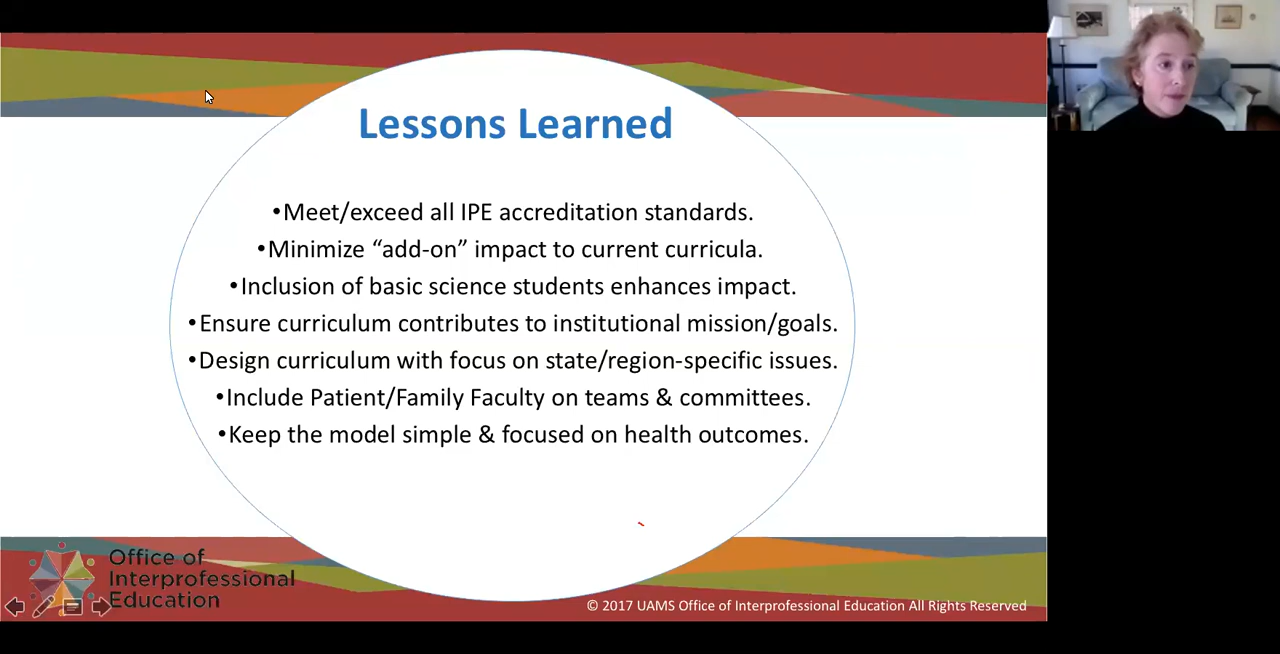 Lessons Learned
•Meet/exceed all IPE accreditation standards.
•Minimize “add-on” impact to current curricula.
•Inclusion of basic science students enhances impact.
•Ensure curriculum contributes to institutional mission/goals.
•Design curriculum with focus on state/region-specific issues.
•Include Patient/Family Faculty on teams & committees.
•Keep the model simple & focused on health outcomes.
Office of
Interprofessional
Education
© 2017 UAMS Office of Interprofessional Education All Rights Reserved